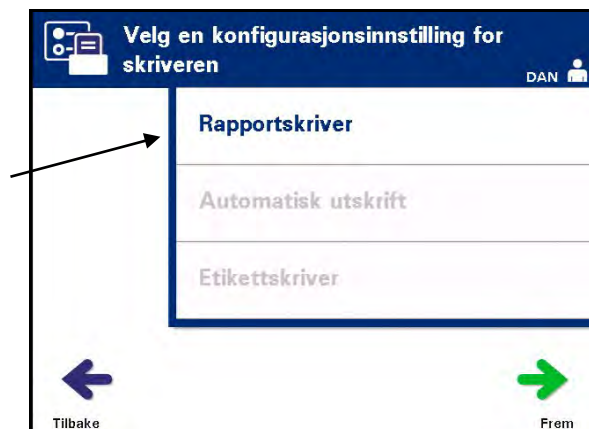 Velg en konfigurasjonsinnstilling for
skriveren
DAN
Rapportskriver
Automatisk utskrift
Etikettskriver
Tilbake
Frem